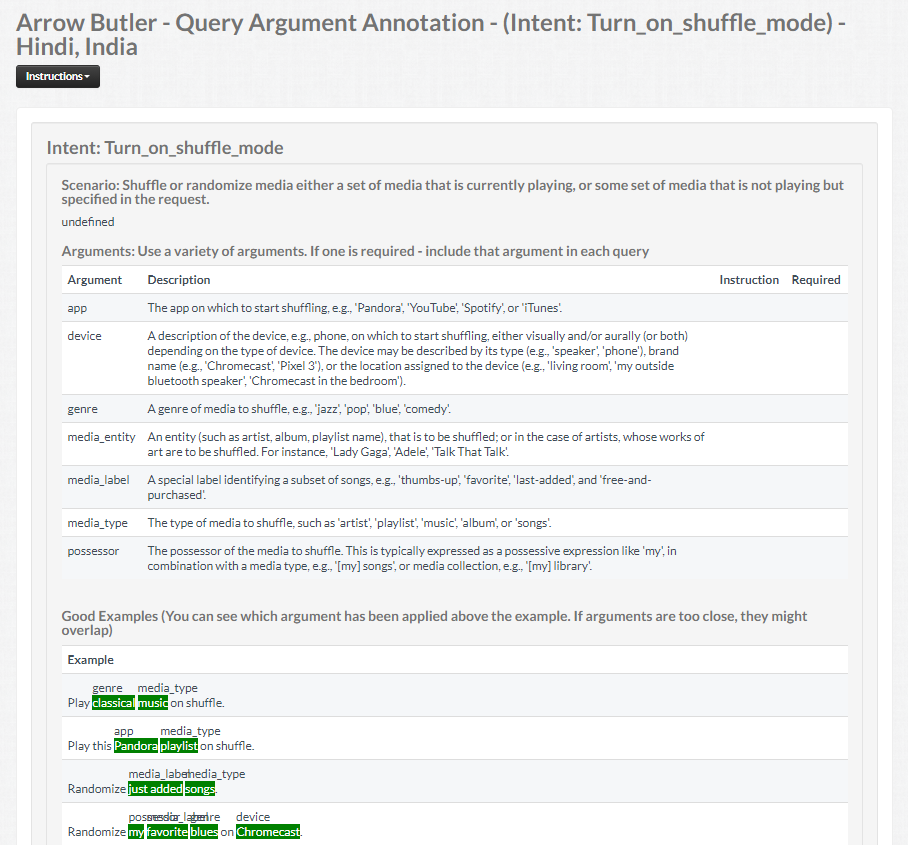 Arrow Butler - Query Argument Annotation - (Intent: Turn_on_shuffle_mode) -
Hindi, India
Instructions
Intent: Turn_on_shuffle_mode
Scenario: Shuffle or randomize media either a set of media that is currently playing, or some set of media that is not playing but
specified in the request.
undefined
Arguments: Use a variety of arguments. If one is required - include that argument in each query
Argument Description Instruction Required
app The app on which to start shuffling, e.g., 'Pandora', 'YouTube', 'Spotify', or 'iTunes'.
device A description of the device, e.g., phone, on which to start shuffling, either visually and/or aurally (or both)
depending on the type of device. The device may be described by its type (e.g., 'speaker', 'phone'), brand
name (e.g., 'Chromecast', 'Pixel 3'), or the location assigned to the device (e.g., 'living room', 'my outside
bluetooth speaker', 'Chromecast in the bedroom').
genre A genre of media to shuffle, e.g., 'jazz', 'pop', 'blue', 'comedy'.
media_entity An entity (such as artist, album, playlist name), that is to be shuffled; or in the case of artists, whose works of
art are to be shuffled. For instance, 'Lady Gaga', 'Adele', 'Talk That Talk'.
media_label A special label identifying a subset of songs, e.g., 'thumbs-up', 'favorite', 'last-added', and 'free-and-
purchased'.
media_type The type of media to shuffle, such as 'artist', 'playlist', 'music', 'album', or 'songs'.
possessor The possessor of the media to shuffle. This is typically expressed as a possessive expression like 'my', in
combination with a media type, e.g., '[my] songs', or media collection, e.g., '[my] library'.
Good Examples (You can see which argument has been applied above the example. If arguments are too close, they might
overlap)
Example
genre media_type
Play classical music on shuffle.
app media_type
Play this Pandora playlist on shuffle.
media_label media_type
Randomize just added songs.
possessor media_label genre device
Randomize my favorite blues on Chromecast.